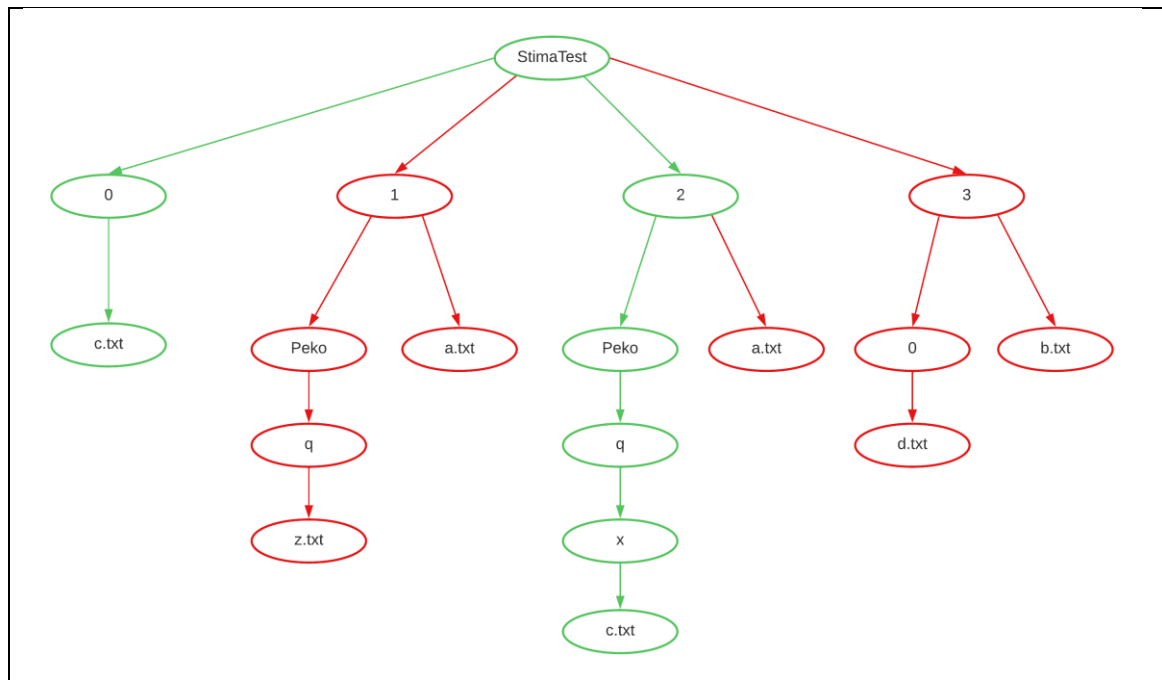 StimaTest
0
1
2
3
c.txt
Peko
a.txt
Peko
a.txt
0
b.txt
q
q
d.txt
z.txt
x
c.txt